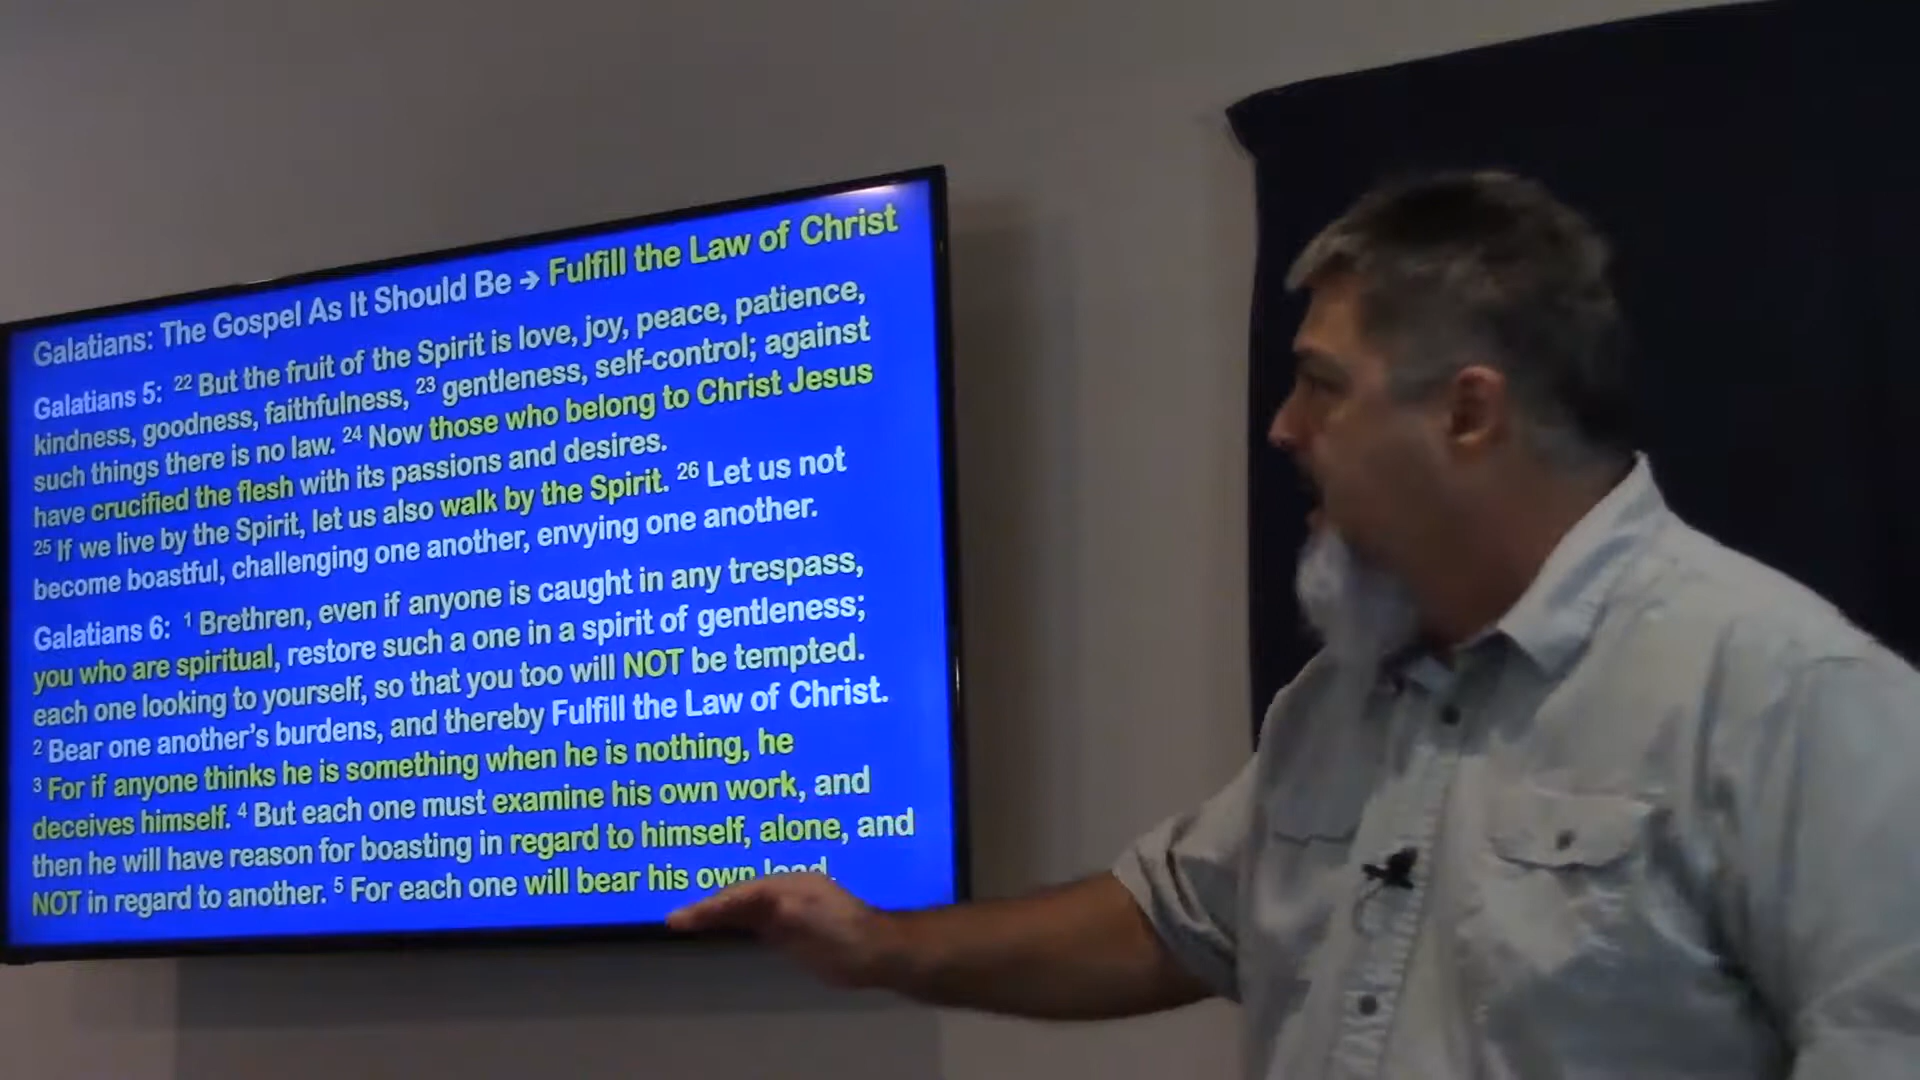 Galatians: The Gospel As It Should Be → Fulfill the Law of Christ
Galatians 5: 22 But the fruit of the Spirit is love, joy, peace, patience,
kindness, goodness, faithfulness, 23 gentleness, self-control; against
such things there is no law. 24 Now those who belong to Christ Jesus
have crucified the flesh with its passions and desires.
25 If we live by the Spirit, let us also walk by the Spirit. 26 Let us not
become boastful, challenging one another, envying one another.
Galatians 6: 1 Brethren, even if anyone is caught in any trespass,
you who are spiritual, restore such a one in a spirit of gentleness;
each one looking to yourself, so that you too will NOT be tempted.
2 Bear one another's burdens, and thereby Fulfill the Law of Christ.
3 For if anyone thinks he is something when he is nothing, he
deceives himself. 4 But each one must examine his own work, and
then he will have reason for boasting in regard to himself, alone, and
NOT in regard to another. 5 For each one will bear his own load.